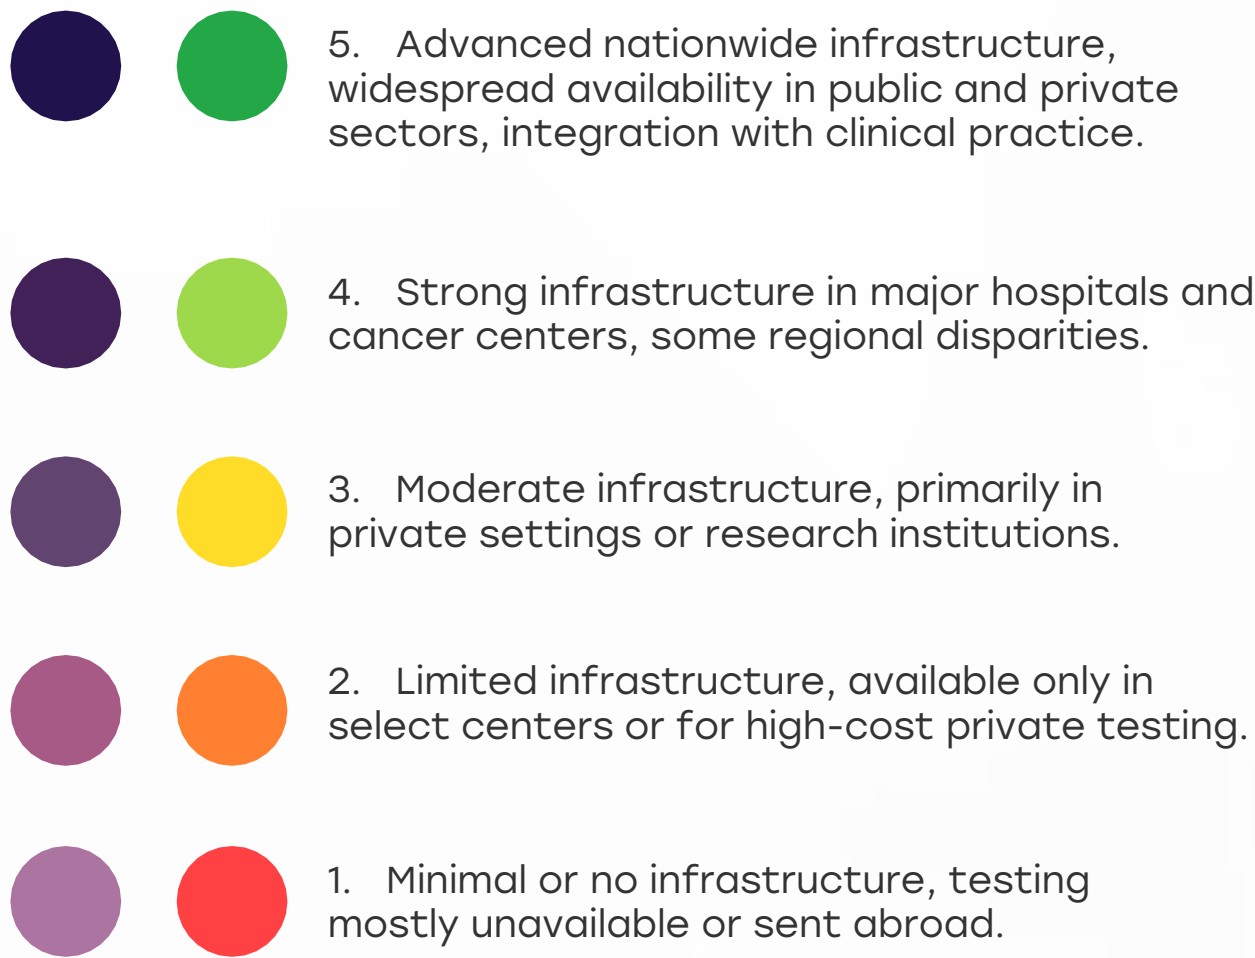 5. Advanced nationwide infrastructure,
widespread availability in public and private
sectors, integration with clinical practice.
4. Strong infrastructure in major hospitals and
cancer centers, some regional disparities.
3. Moderate infrastructure, primarily in
private settings or research institutions.
2. Limited infrastructure, available only in
select centers or for high-cost private testing.
1. Minimal or no infrastructure, testing
mostly unavailable or sent abroad.